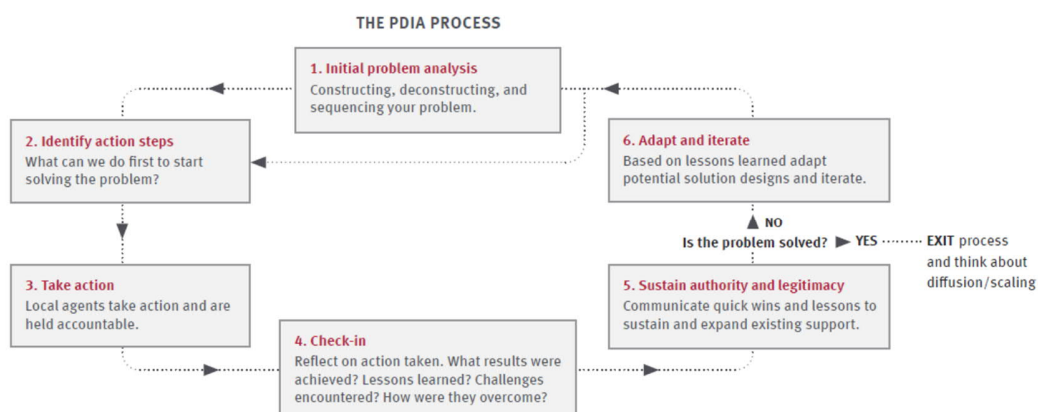 THE PDIA PROCESS
1. Initial problem analysis
Constructing, deconstructing, and
sequencing your problem.
2. Identify action steps
What can we do first to start
solving the problem?
3. Take action
Local agents take action and are
held accountable.
4. Check-in
Reflect on action taken. What results were
achieved? Lessons learned? Challenges
encountered? How were they overcome?
5. Sustain authority and legitimacy
Communicate quick wins and lessons to
sustain and expand existing support.
Is the problem solved?
YES
EXIT process
and think about
diffusion/scaling
NO
6. Adapt and iterate
Based on lessons learned adapt
potential solution designs and iterate.